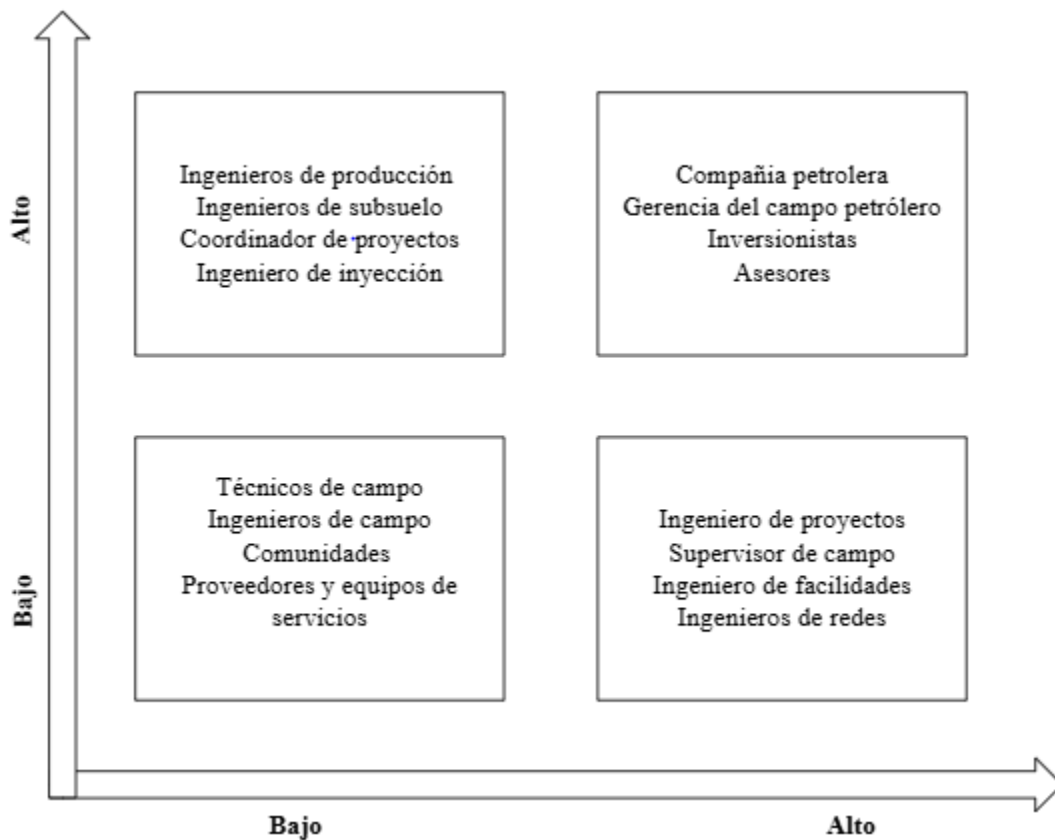 Alto
Ingenieros de producción
Ingenieros de subsuelo
Coordinador de proyectos
Ingeniero de inyección
Compañia petrolera
Gerencia del campo petrólero
Inversionistas
Asesores
Bajo
Técnicos de campo
Ingenieros de campo
Comunidades
Proveedores y equipos de
servicios
Ingeniero de proyectos
Supervisor de campo
Ingeniero de facilidades
Ingenieros de redes
Bajo
Alto